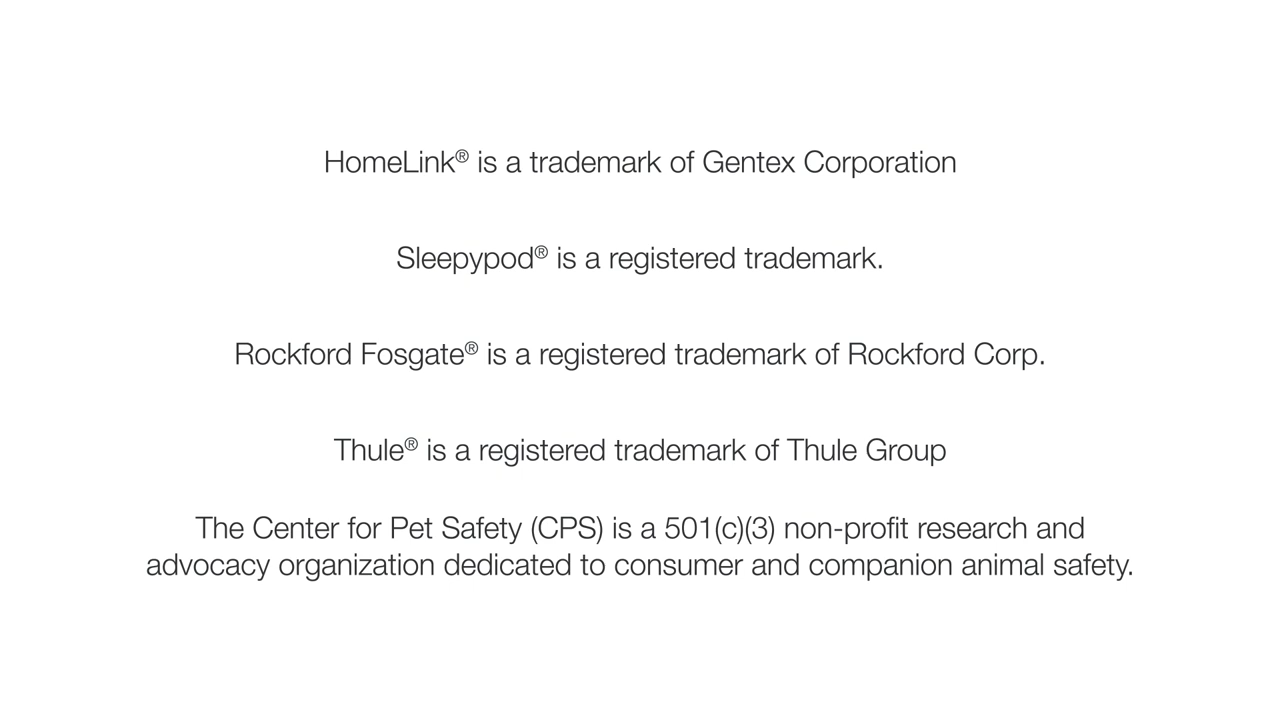 HomeLink® is a trademark of Gentex Corporation
Sleepypod® is a registered trademark.
Rockford Fosgate® is a registered trademark of Rockford Corp.
Thule® is a registered trademark of Thule Group
The Center for Pet Safety (CPS) is a 501(c)(3) non-profit research and
advocacy organization dedicated to consumer and companion animal safety.